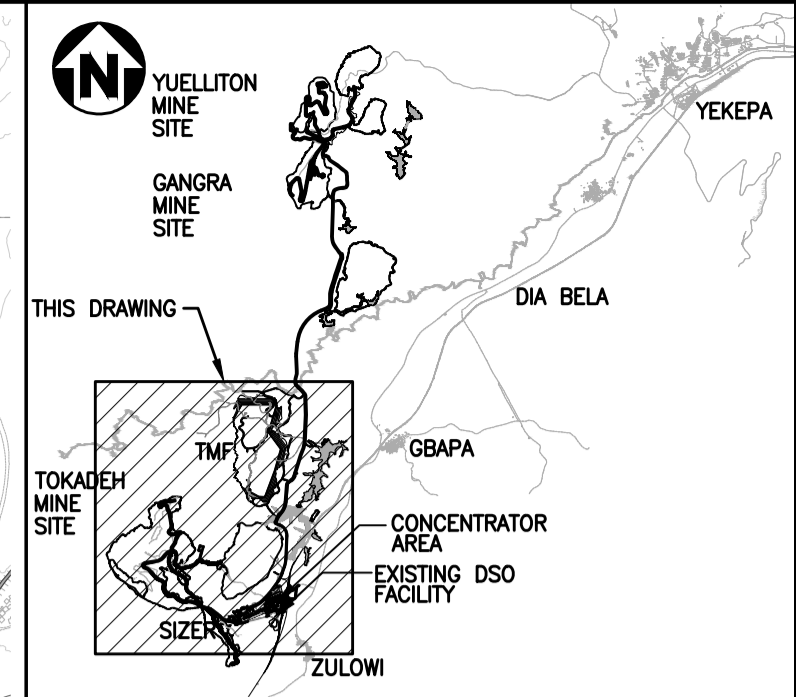 N
YUELLITON
MINE
SITE
GANGRA
MINE
SITE
YEKEPA
DIA BELA
THIS DRAWING
TMF
GBAPA
TOKADEH
MINE
SITE
CONCENTRATOR
AREA
EXISTING DSO
FACILITY
SIZER
ZULOWI